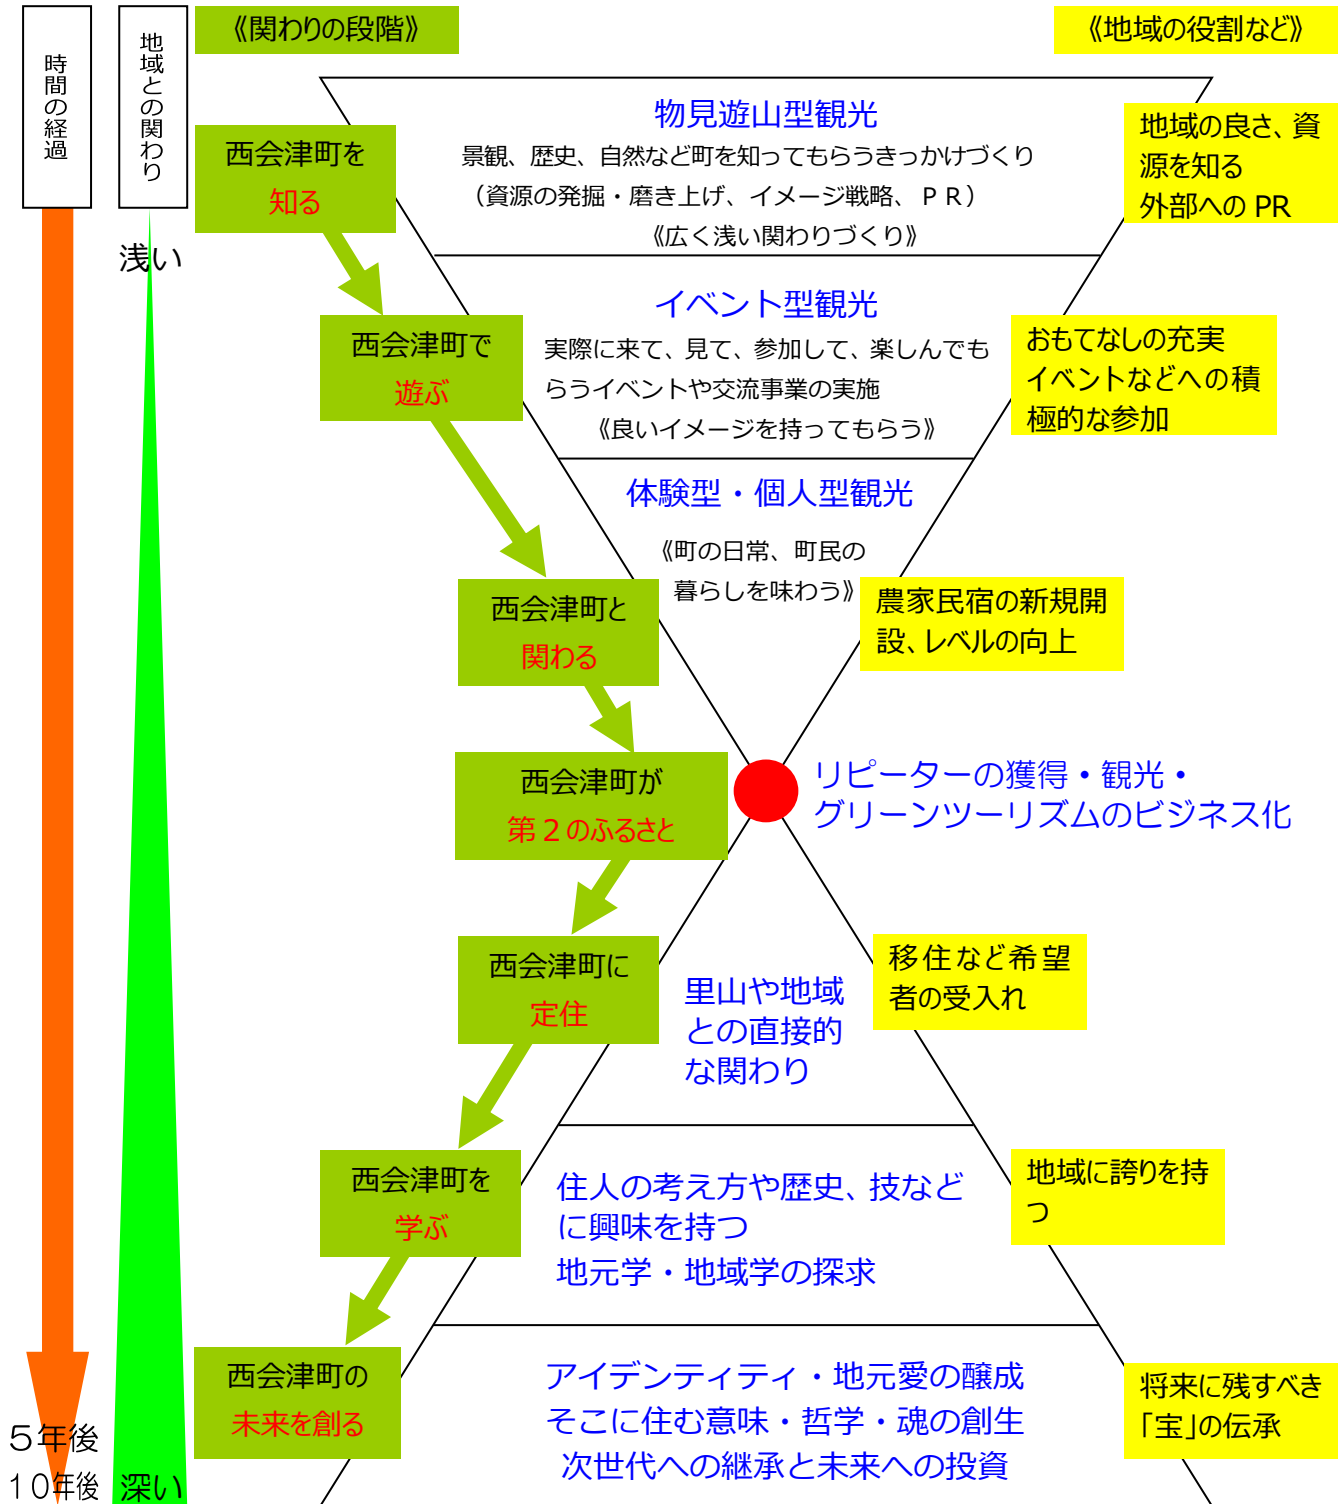 時間の経過
地域との関わり
《関わりの段階》
《地域の役割など》
物見遊山型観光
景観、歴史、自然など町を知ってもらうきっかけづくり
（資源の発掘・磨き上げ、イメージ戦略、ＰＲ）
《広く浅い関わりづくり》
西会津町を
知る
地域の良さ、資
源を知る
外部への PR
浅い
イベント型観光
実際に来て、見て、参加して、楽しんでも
らうイベントや交流事業の実施
《良いイメージを持ってもらう》
西会津町で
遊ぶ
おもてなしの充実
イベントなどへの積
極的な参加
体験型・個人型観光
《町の日常、町民の
暮らしを味わう》
西会津町と
関わる
農家民宿の新規開
設、レベルの向上
西会津町が
第２のふるさと
リピーターの獲得・観光・
グリーンツーリズムのビジネス化
西会津町に
定住
里山や地域
との直接的
な関わり
移住など希望
者の受入れ
西会津町を
学ぶ
住人の考え方や歴史、技など
に興味を持つ
地元学・地域学の探求
地域に誇りを持
つ
西会津町の
未来を創る
アイデンティティ・地元愛の醸成
そこに住む意味・哲学・魂の創生
次世代への継承と未来への投資
将来に残すべき
「宝」の伝承
５年後
１０年後
深い